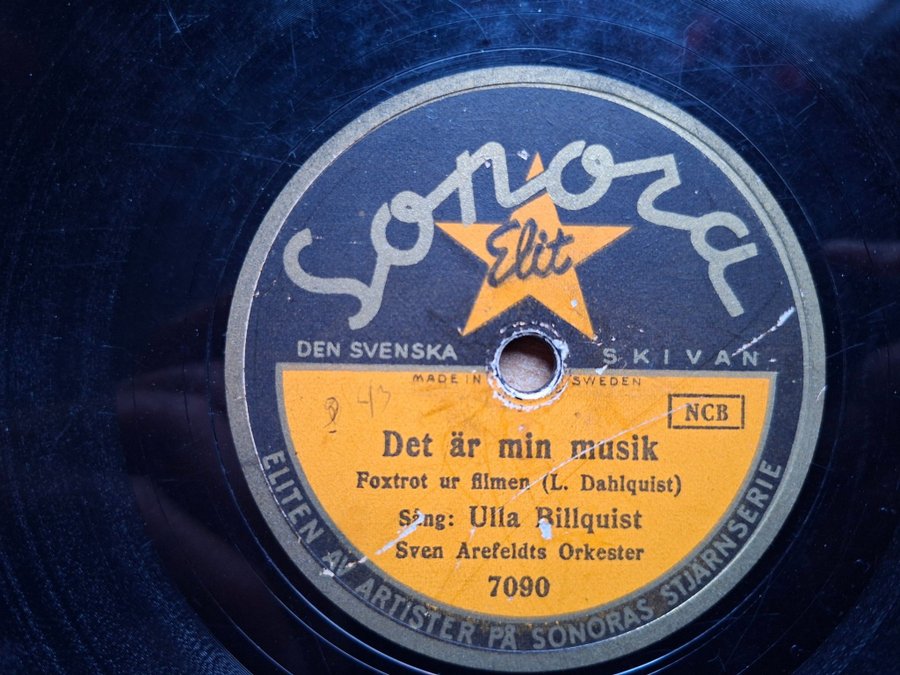 Sonora
Elit
DEN SVENSKA SKIVAN
MADE IN SWEDEN
43
NCB
Det är min musik
Foxtrot ur filmen (L. Dahlquist)
Sång: Ulla Billquist
Sven Arefeldts Orkester
7090
ELITEN AV ARTISTER PÅ SONORAS STJÄRNSERIE